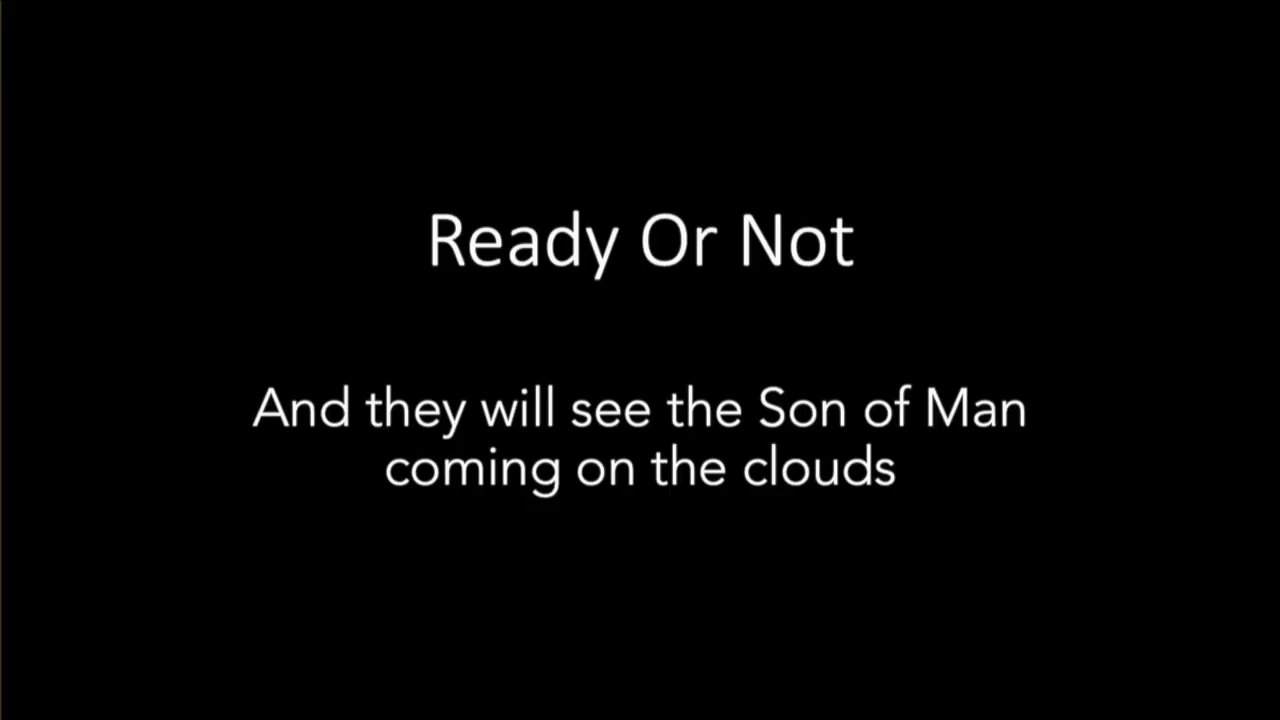 Ready Or Not
And they will see the Son of Man
coming on the clouds